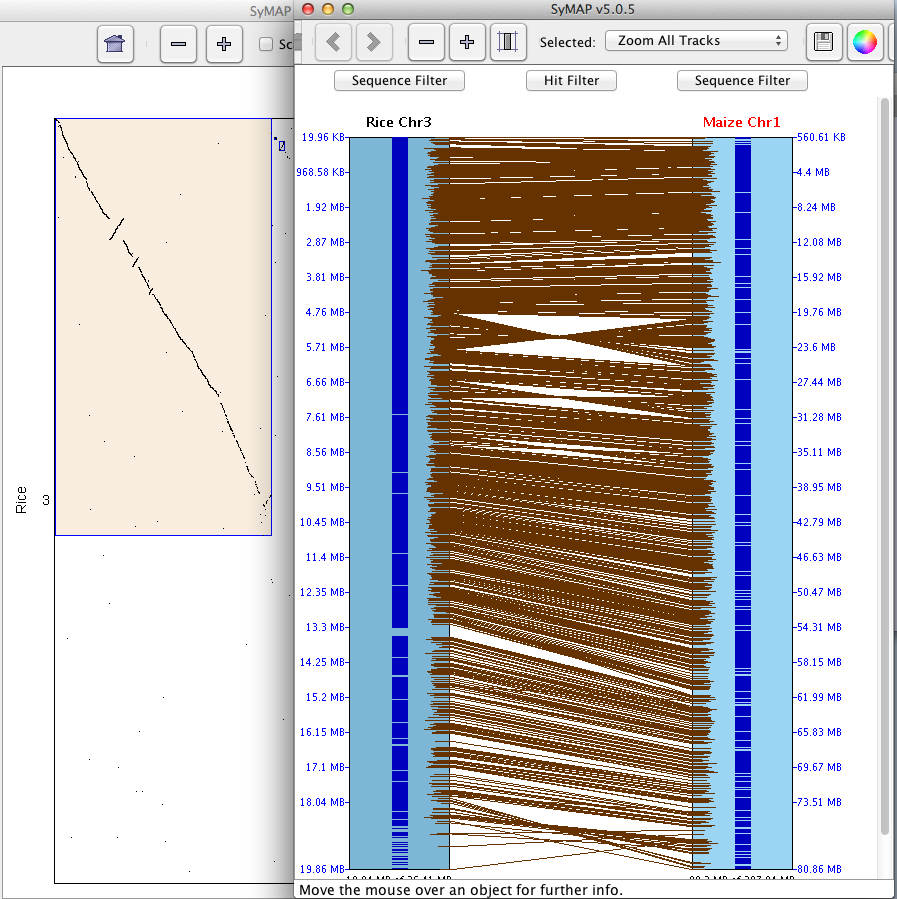 SyMAP
SyMAP v5.0.5
Sc
Selected: Zoom All Tracks
Sequence Filter Hit Filter Sequence Filter
Rice Chr3 Maize Chr1
19.96 KB 560.61 KB
968.58 KB 4.4 MB
1.92 MB 8.24 MB
2.87 MB 12.08 MB
3.81 MB 15.92 MB
4.76 MB 19.76 MB
5.71 MB 23.6 MB
6.66 MB 27.44 MB
7.61 MB 31.28 MB
8.56 MB 35.11 MB
9.51 MB 38.95 MB
10.45 MB 42.79 MB
11.4 MB 46.63 MB
12.35 MB 50.47 MB
13.3 MB 54.31 MB
14.25 MB 58.15 MB
15.2 MB 61.99 MB
16.15 MB 65.83 MB
17.1 MB 69.67 MB
18.04 MB 73.51 MB
19.86 MB 80.86 MB
Rice
3
Move the mouse over an object for further info.